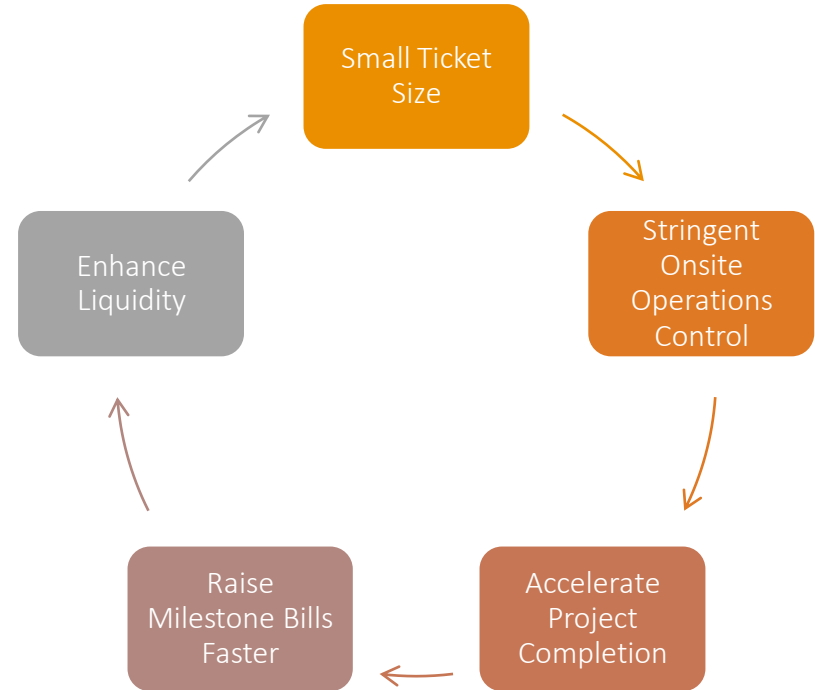 Small Ticket
Size
Stringent
Onsite
Operations
Control
Accelerate
Project
Completion
Raise
Milestone Bills
Faster
Enhance
Liquidity